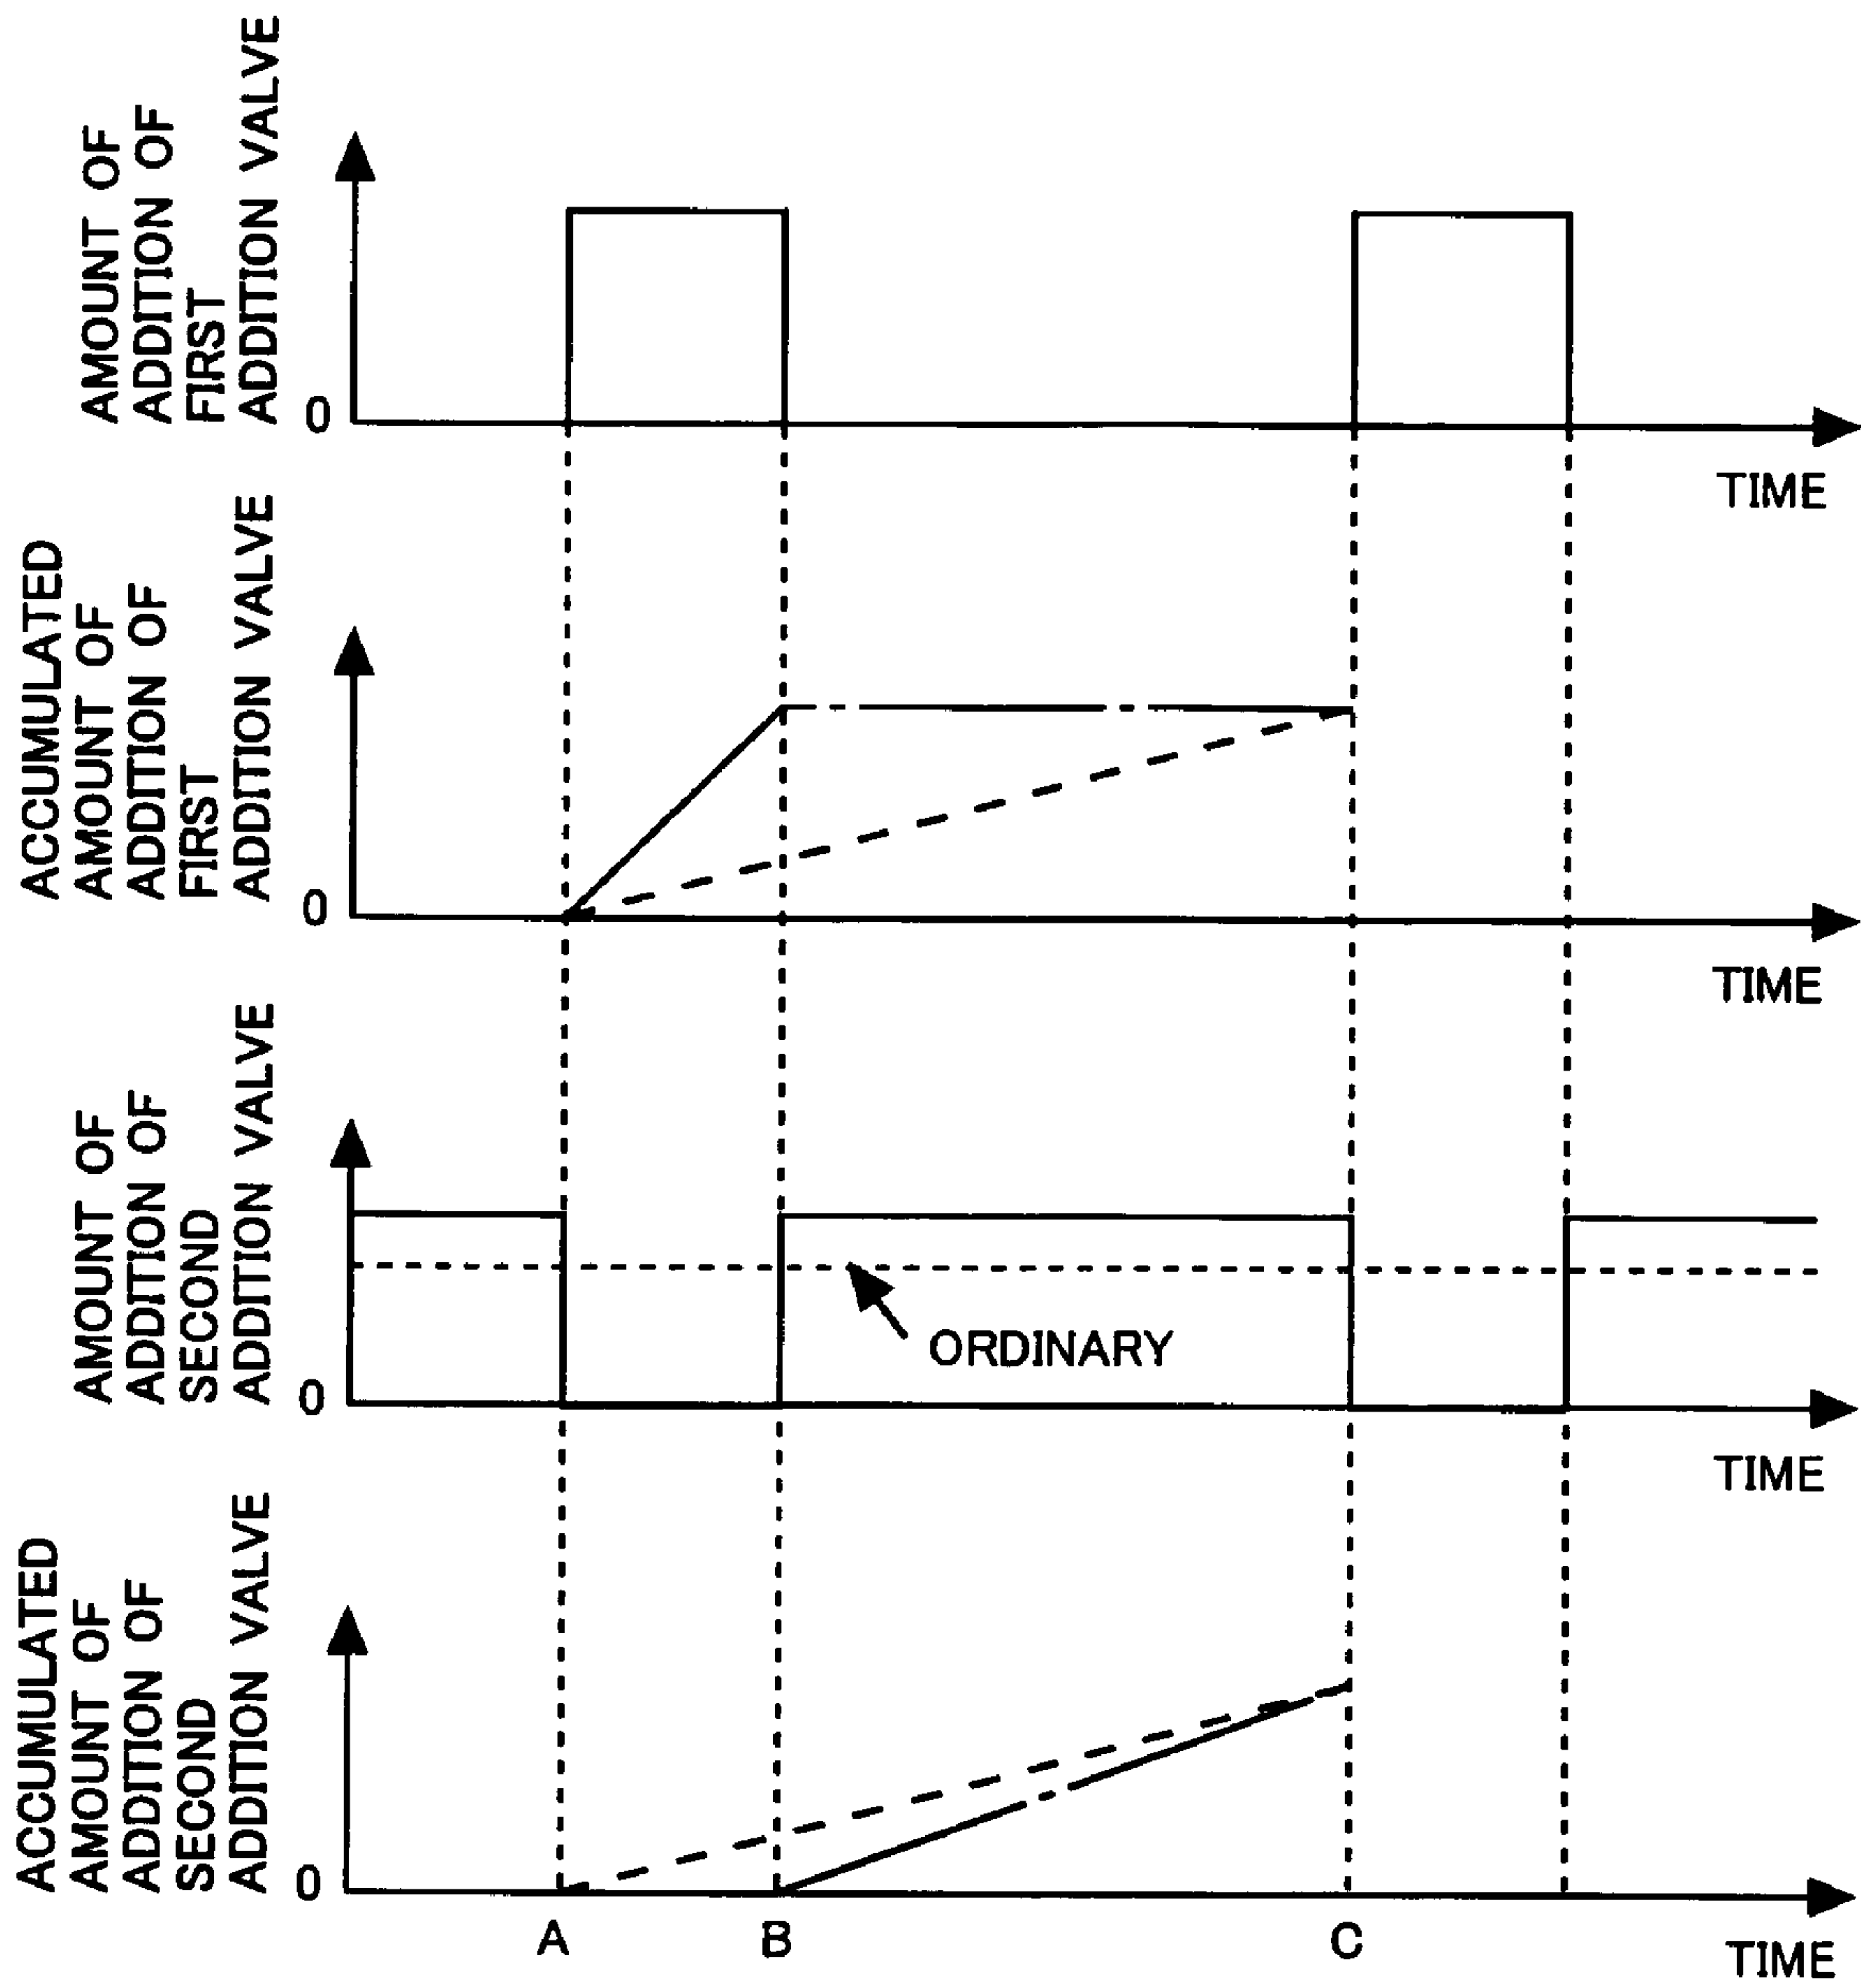 AMOUNT OF
ADDITION OF
FIRST
ADDITION VALVE
0
TIME
ACCUMULATED
AMOUNT OF
ADDITION OF
FIRST
ADDITION VALVE
0
TIME
AMOUNT OF
ADDITION OF
SECOND
ADDITION VALVE
0
ORDINARY
TIME
ACCUMULATED
AMOUNT OF
ADDITION OF
SECOND
ADDITION VALVE
0
A B C
TIME